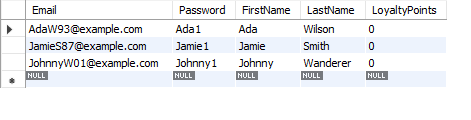 Email Password FirstName LastName LoyaltyPoints
AdaW93@example.com Ada1 Ada Wilson 0
JamieS87@example.com Jamie1 Jamie Smith 0
JohnnyW01@example.com Johnny1 Johnny Wanderer 0
NULL NULL NULL NULL NULL